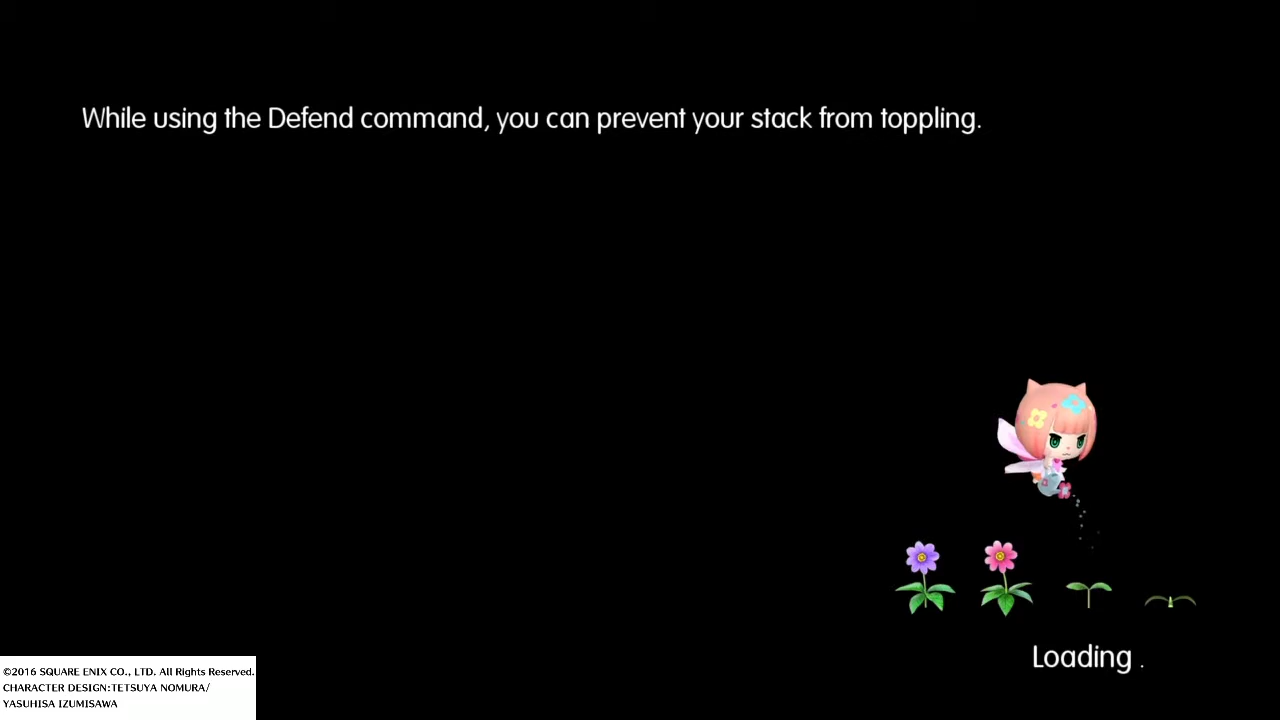 While using the Defend command, you can prevent your stack from toppling.
Loading .
©2016 SQUARE ENIX CO., LTD. All Rights Reserved.
CHARACTER DESIGN:TETSUYA NOMURA/
YASUHISA IZUMISAWA